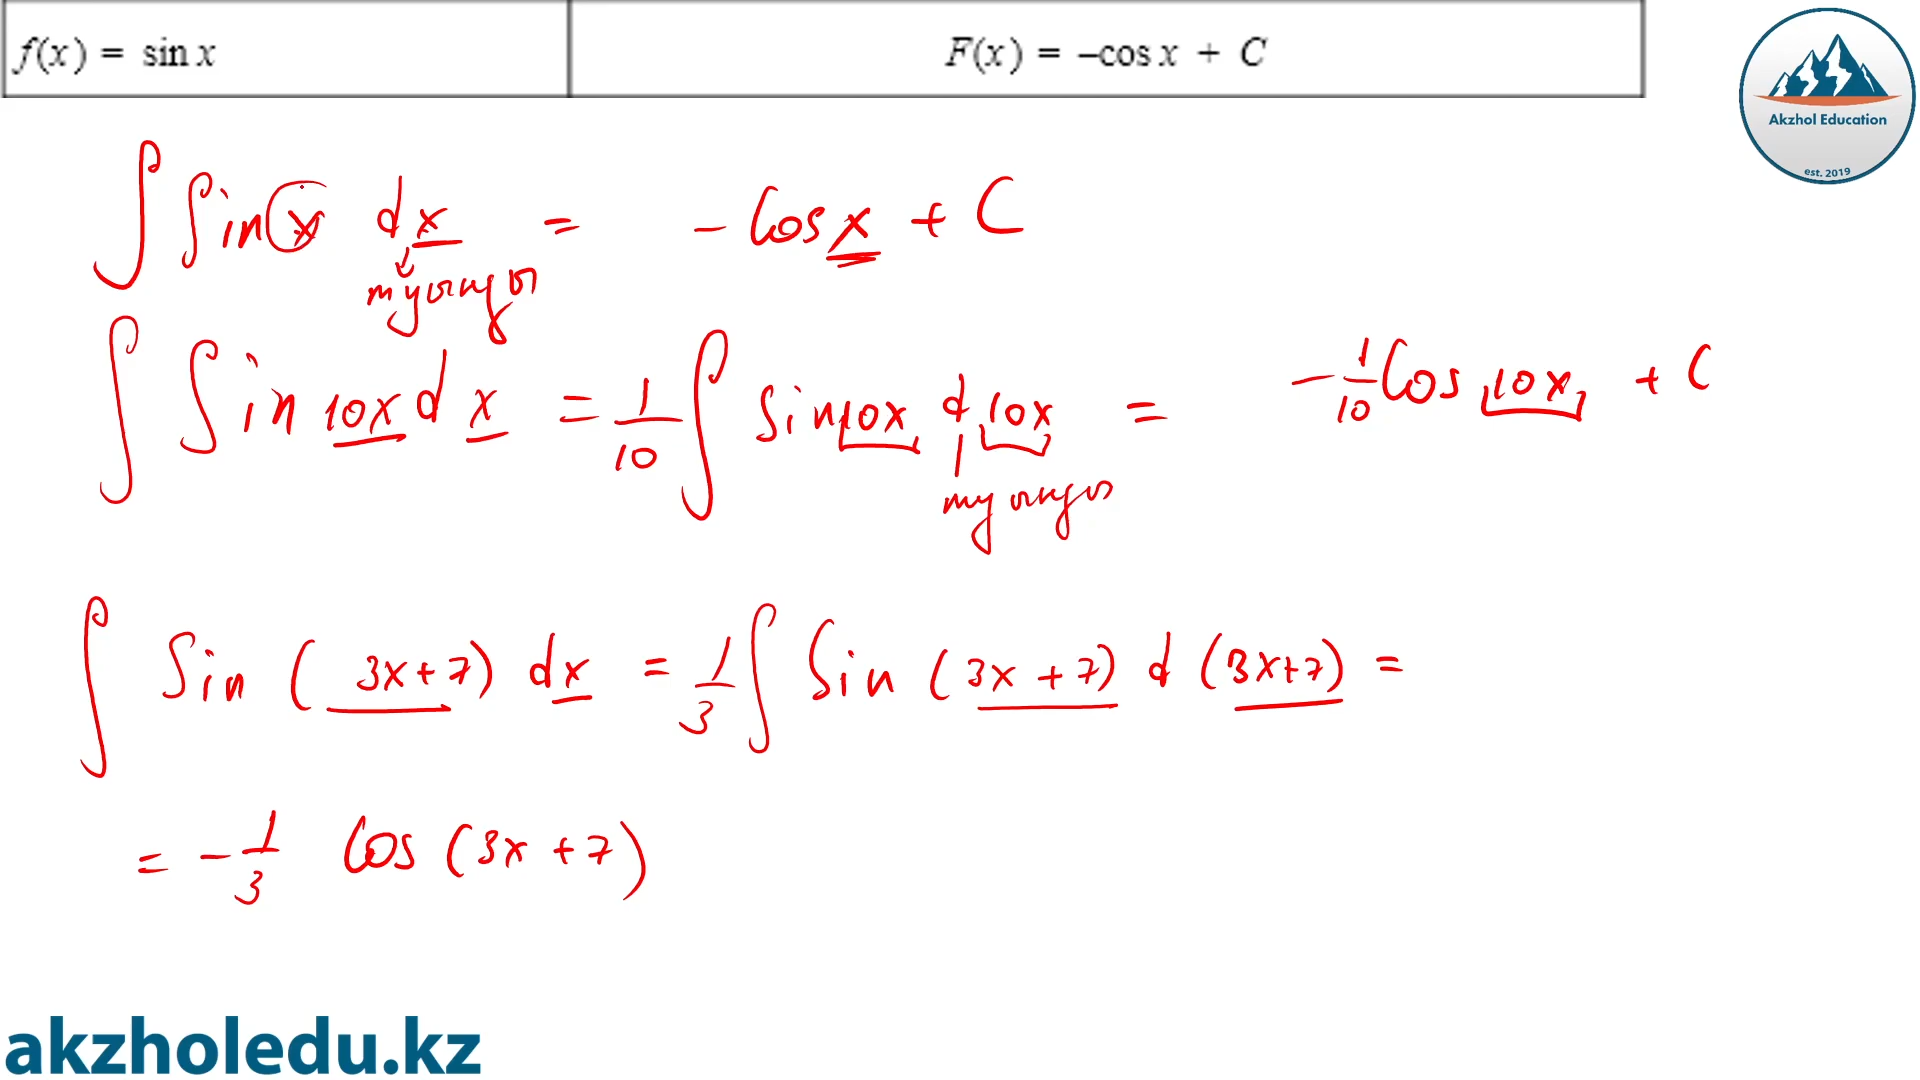 f(x) = sin x F(x) = –cos x + C
Akzhol Education
est. 2019
∫ sin x dx = - cos x + C
туынды
∫ sin 10x dx = 1/10 ∫ sin 10x d 10x = - 1/10 cos 10x + C
туынды
∫ sin ( 3x+7) dx = 1/3 ∫ sin (3x + 7) d (3x+7) =
= - 1/3 cos (3x + 7)
akzholedu.kz